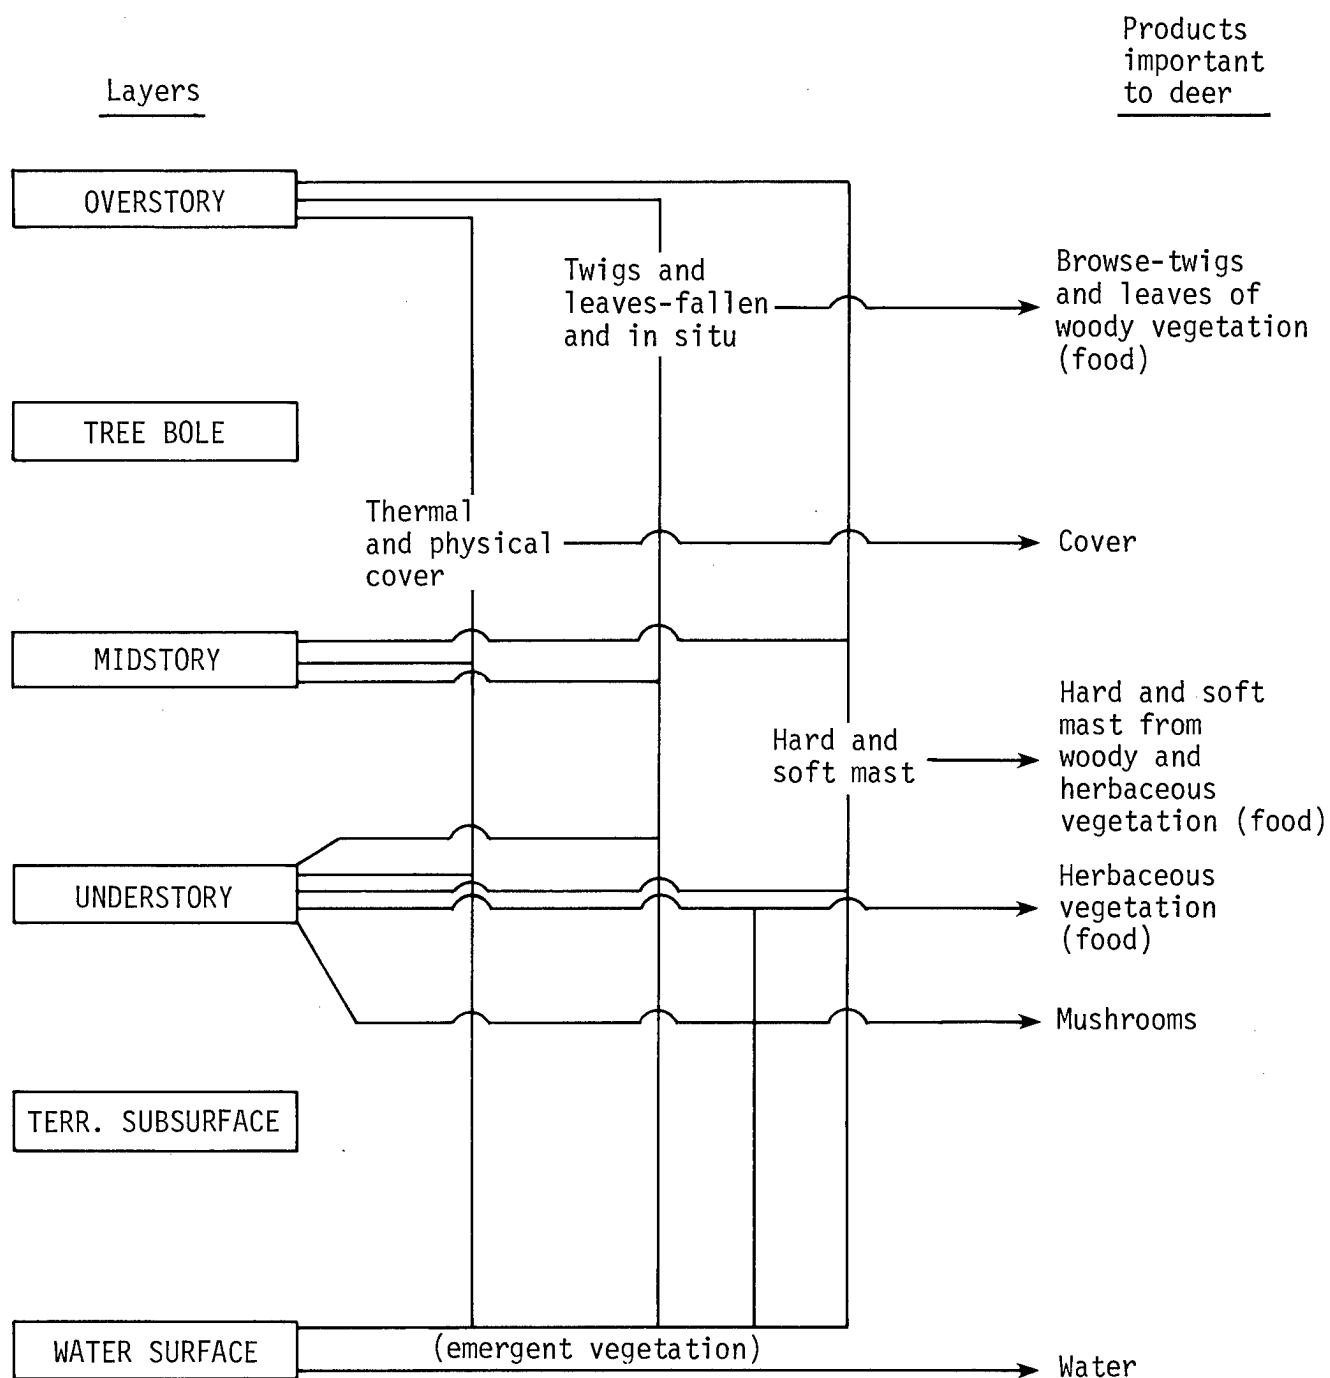 Layers
Products
important
to deer
OVERSTORY
Twigs and
leaves-fallen
and in situ
Browse-twigs
and leaves of
woody vegetation
(food)
TREE BOLE
Thermal
and physical
cover
Cover
MIDSTORY
Hard and
soft mast
Hard and soft
mast from
woody and
herbaceous
vegetation (food)
UNDERSTORY
Herbaceous
vegetation
(food)
Mushrooms
TERR. SUBSURFACE
WATER SURFACE
(emergent vegetation)
Water